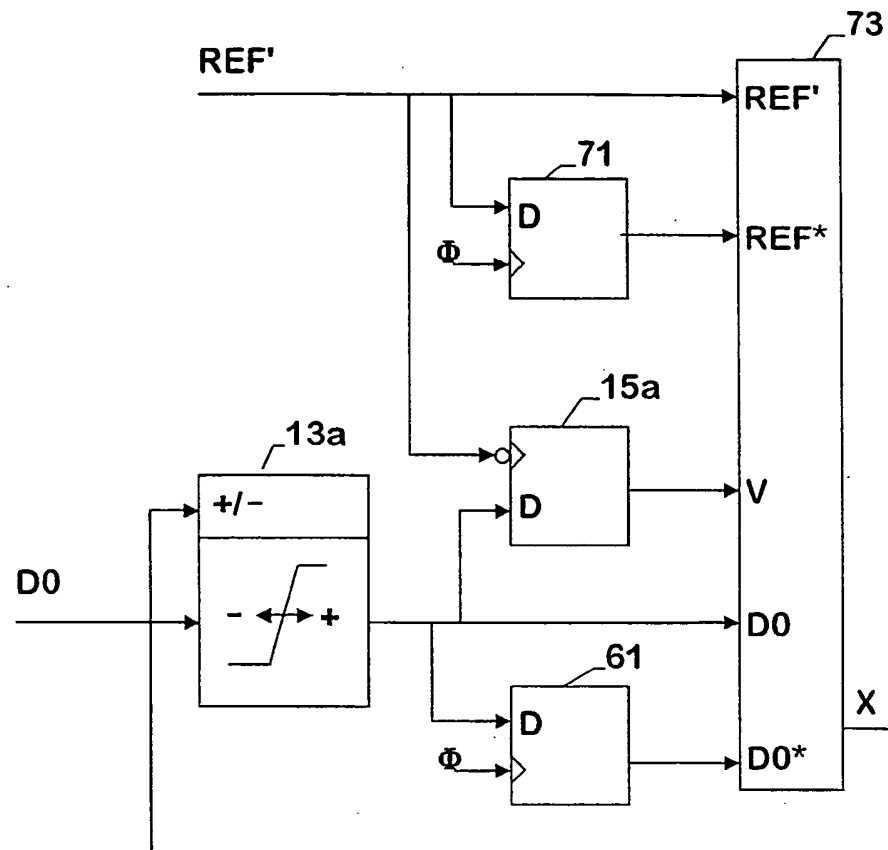 73
REF'
REF'
71
D
REF*
Φ
15a
13a
+/-
D
V
D0
- +
D0
61
D
X
Φ
D0*